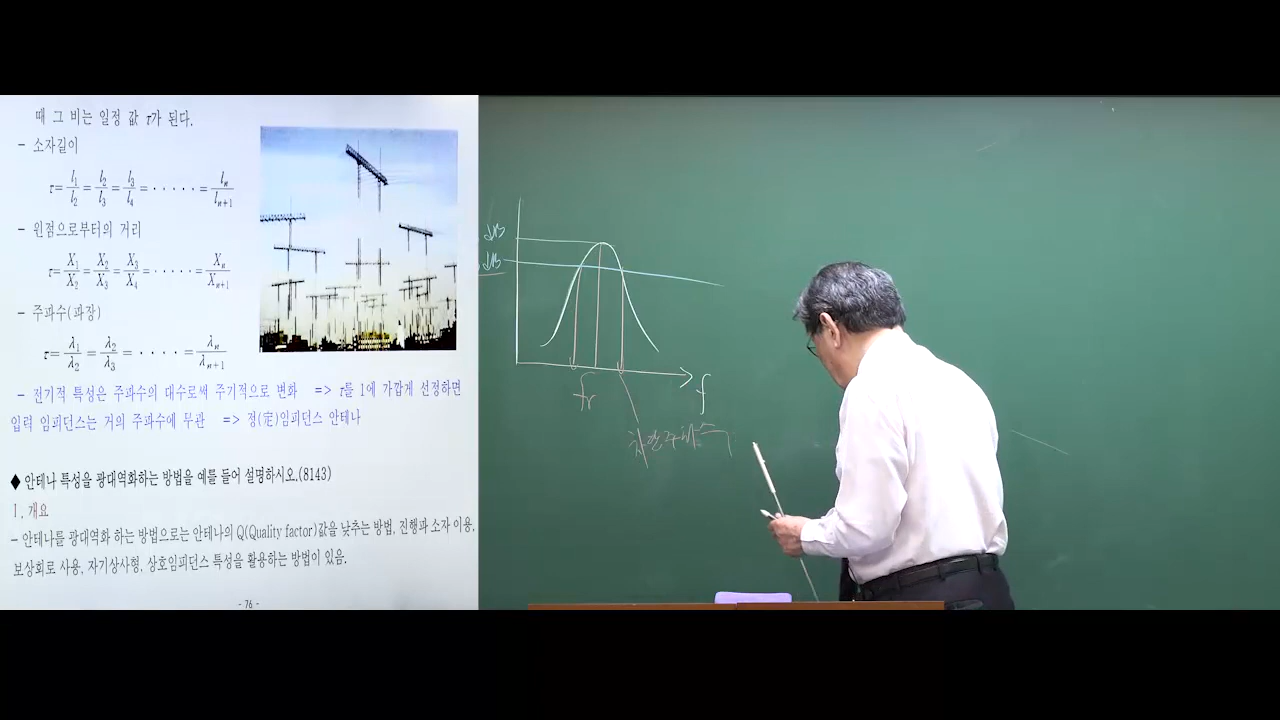 때 그 비는 일정 값 τ가 된다.
- 소자길이
τ = l₁/l₂ = l₂/l₃ = l₃/l₄ = · · · · · = lₙ/lₙ₊₁
- 원점으로부터의 거리
τ = X₁/X₂ = X₂/X₃ = X₃/X₄ = · · · · · = Xₙ/Xₙ₊₁
- 주파수(파장)
τ = λ₁/λ₂ = λ₂/λ₃ = · · · · · = λₙ/λₙ₊₁
- 전기적 특성은 주파수의 대수로써 주기적으로 변화 => τ를 1에 가깝게 선정하면
입력 임피던스는 거의 주파수에 무관 => 정(定)임피던스 안테나
◆ 안테나 특성을 광대역화하는 방법을 예를 들어 설명하시오.(8143)
1. 개요
- 안테나를 광대역화 하는 방법으로는 안테나의 Q(Quality factor)값을 낮추는 방법, 진행파 소자 이용,
보상회로 사용, 자기상사형, 상호임피던스 특성을 활용하는 방법이 있음.
- 76 -
dB
dB
fr
f
차단주파수